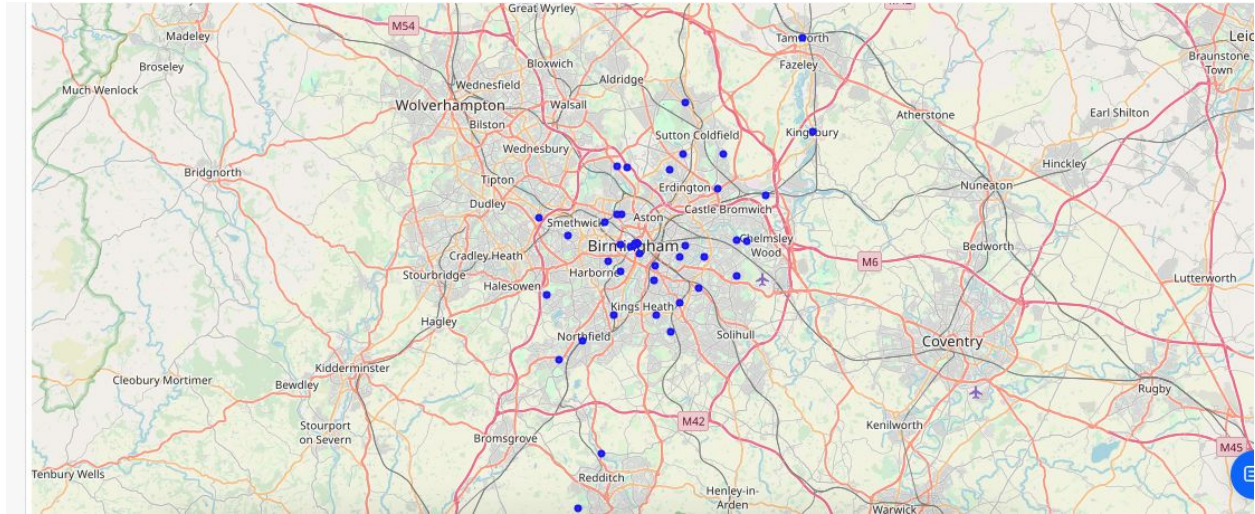 Great Wyrley
M54
Madeley
Tamworth
Leic
Broseley
Bloxwich
Fazeley
Braunstone
Town
Much Wenlock
Wednesfield
Aldridge
Wolverhampton
Walsall
Atherstone
Earl Shilton
Bilston
Sutton Coldfield
Kingsbury
Wednesbury
Hinckley
Bridgnorth
Tipton
Erdington
Nuneaton
Dudley
Castle Bromwich
Smethwick
Aston
Birmingham
Chelmsley
Wood
Bedworth
Cradley Heath
M6
Stourbridge
Harborne
Lutterworth
Halesowen
Kings Heath
Hagley
Northfield
Solihull
Coventry
Kidderminster
Cleobury Mortimer
Bewdley
Rugby
Stourport
on Severn
M42
Kenilworth
Bromsgrove
M45
Tenbury Wells
Redditch
Henley-in-
Arden
Warwick